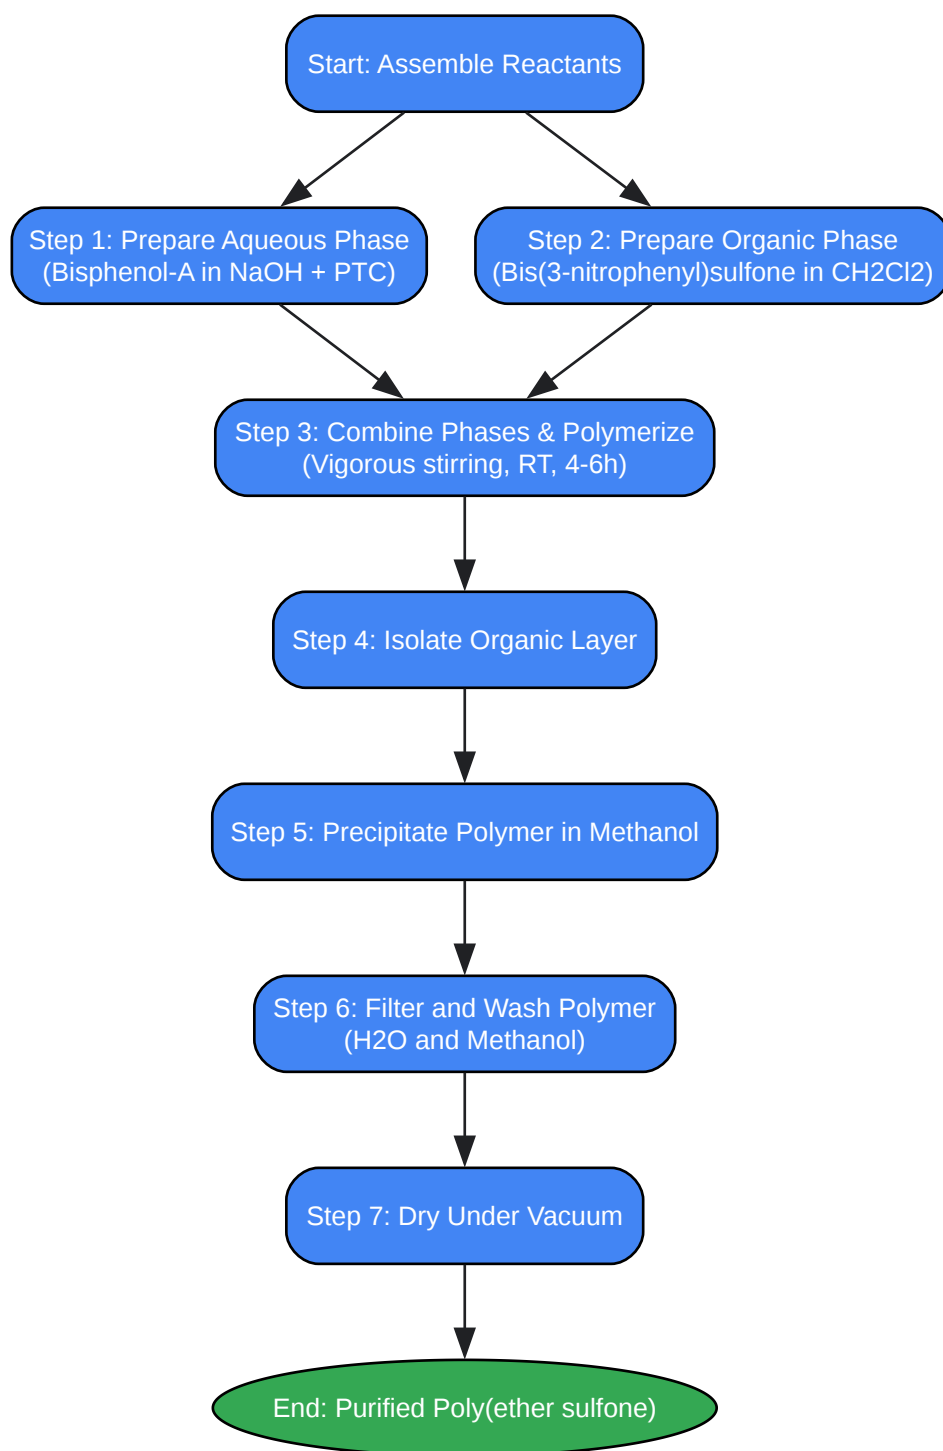 Start: Assemble Reactants
Step 1: Prepare Aqueous Phase
(Bisphenol-A in NaOH + PTC)
Step 2: Prepare Organic Phase
(Bis(3-nitrophenyl)sulfone in CH2Cl2)
Step 3: Combine Phases & Polymerize
(Vigorous stirring, RT, 4-6h)
Step 4: Isolate Organic Layer
Step 5: Precipitate Polymer in Methanol
Step 6: Filter and Wash Polymer
(H2O and Methanol)
Step 7: Dry Under Vacuum
End: Purified Poly(ether sulfone)